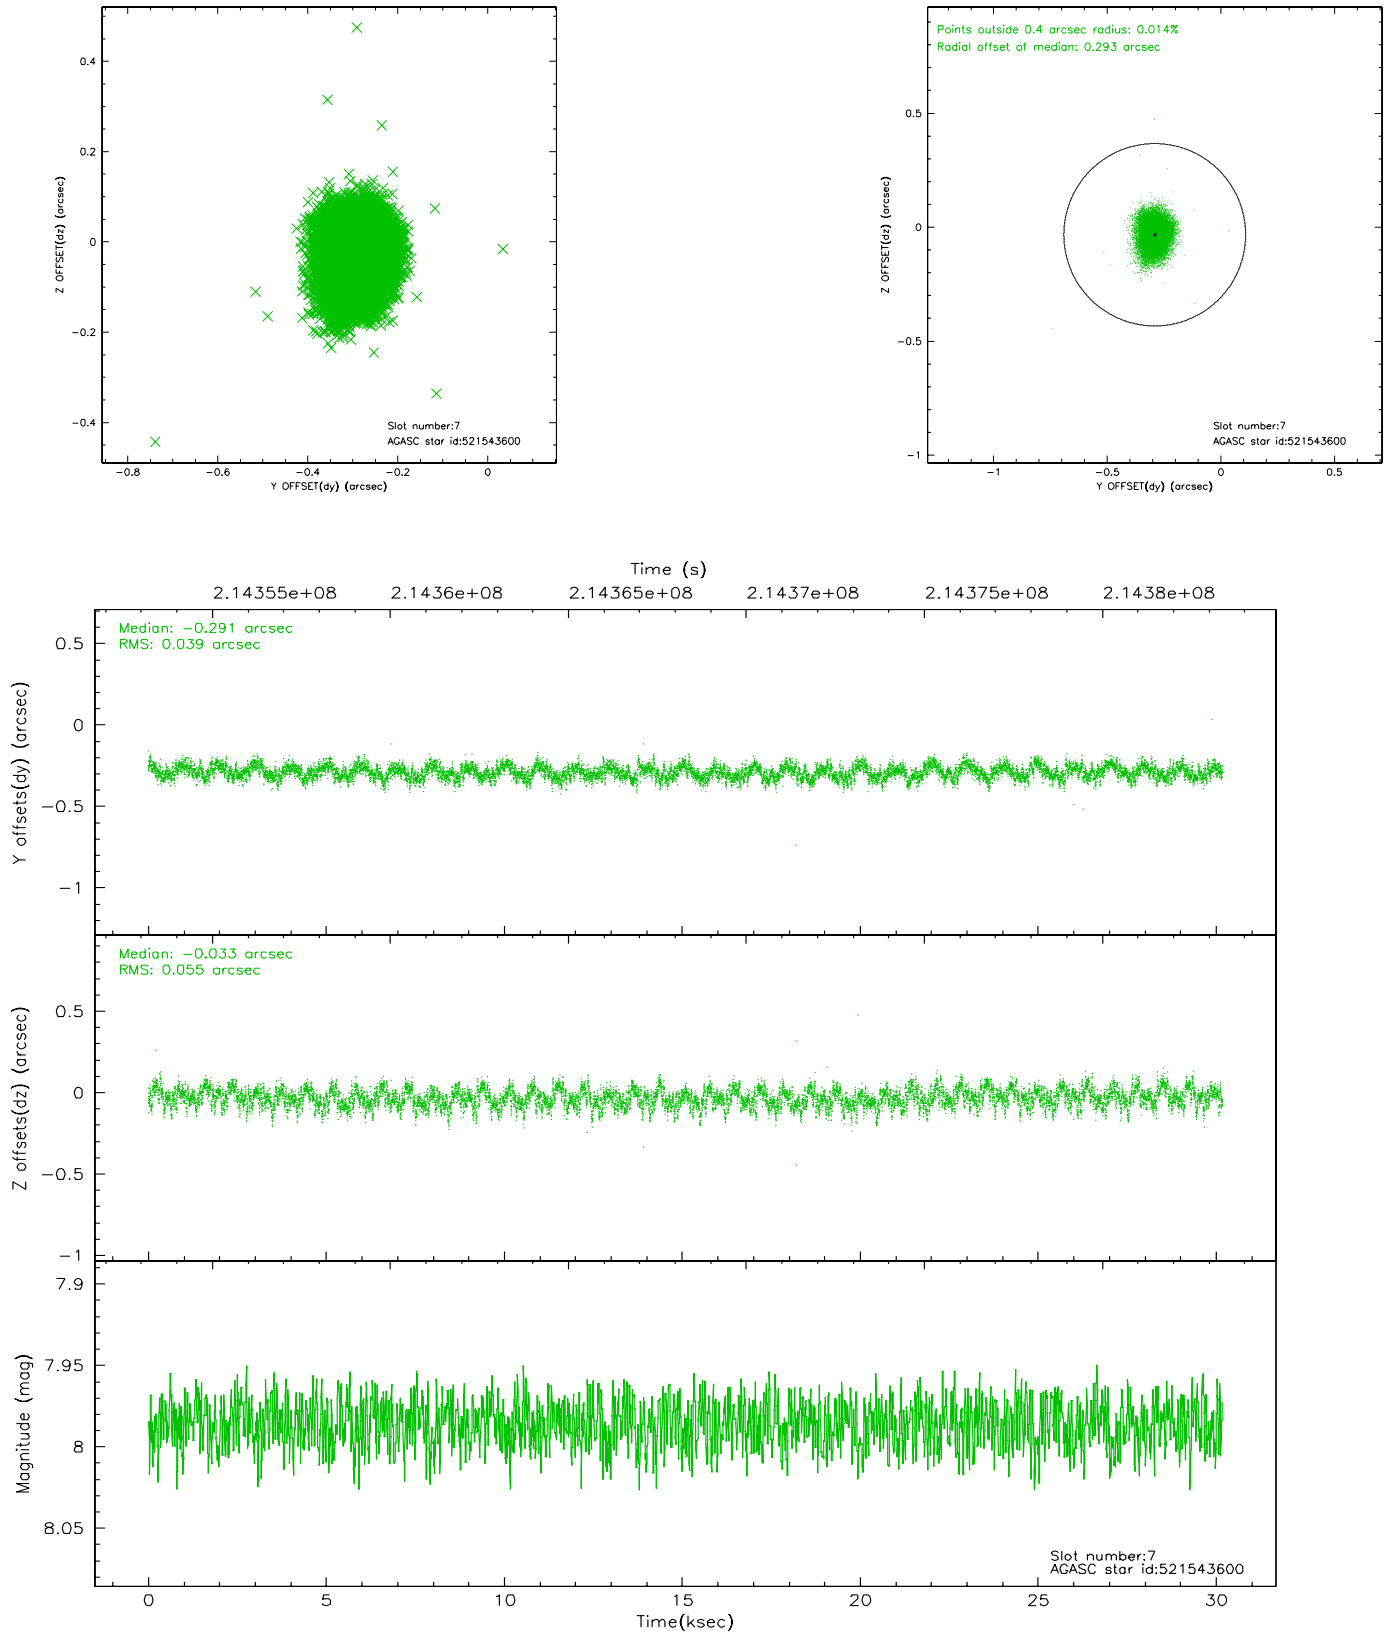 0.4
0.2
0
−0.2
−0.4
Z OFFSET(dz) (arcsec)
Slot number:7
AGASC star id:521543600
−0.8 −0.6 −0.4 −0.2 0
Y OFFSET(dy) (arcsec)
Points outside 0.4 arcsec radius: 0.014%
Radial offset of median: 0.293 arcsec
0.5
0
−0.5
−1
Z OFFSET(dz) (arcsec)
Slot number:7
AGASC star id:521543600
−1 −0.5 0 0.5
Y OFFSET(dy) (arcsec)
Time (s)
2.14355e+08 2.1436e+08 2.14365e+08 2.1437e+08 2.14375e+08 2.1438e+08
Median: −0.291 arcsec
RMS: 0.039 arcsec
0.5
0
−0.5
−1
Y offsets(dy) (arcsec)
Median: −0.033 arcsec
RMS: 0.055 arcsec
0.5
0
−0.5
−1
Z offsets(dz) (arcsec)
7.9
7.95
8
8.05
Magnitude (mag)
Slot number:7
AGASC star id:521543600
0 5 10 15 20 25 30
Time(ksec)